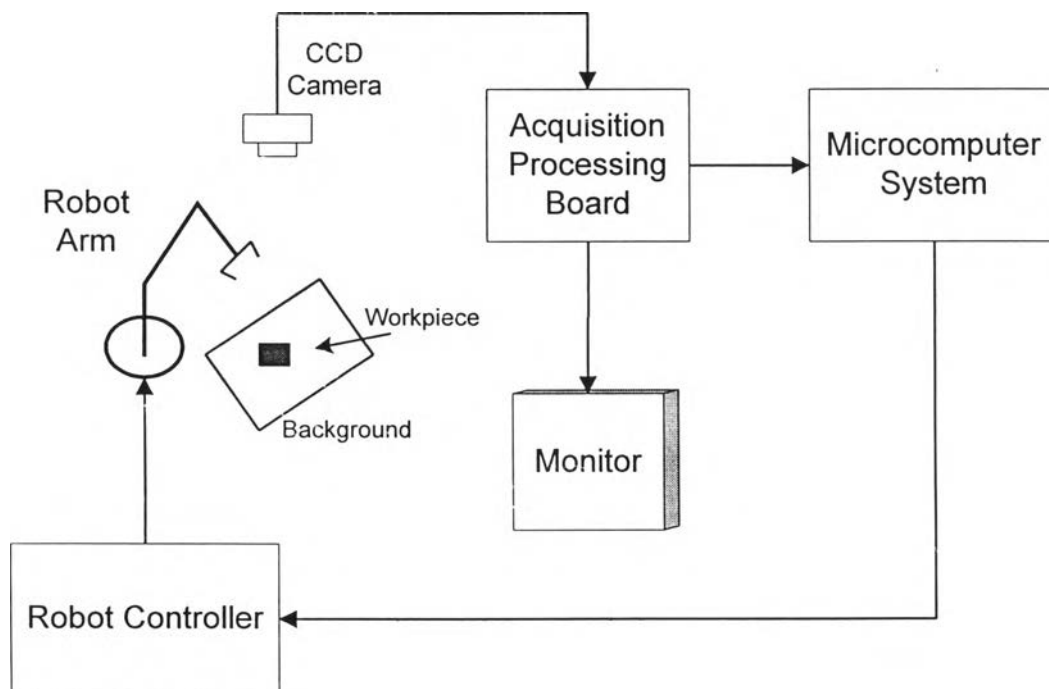 CCD
Camera
Acquisition
Processing
Board
Microcomputer
System
Robot
Arm
Workpiece
Background
Monitor
Robot Controller